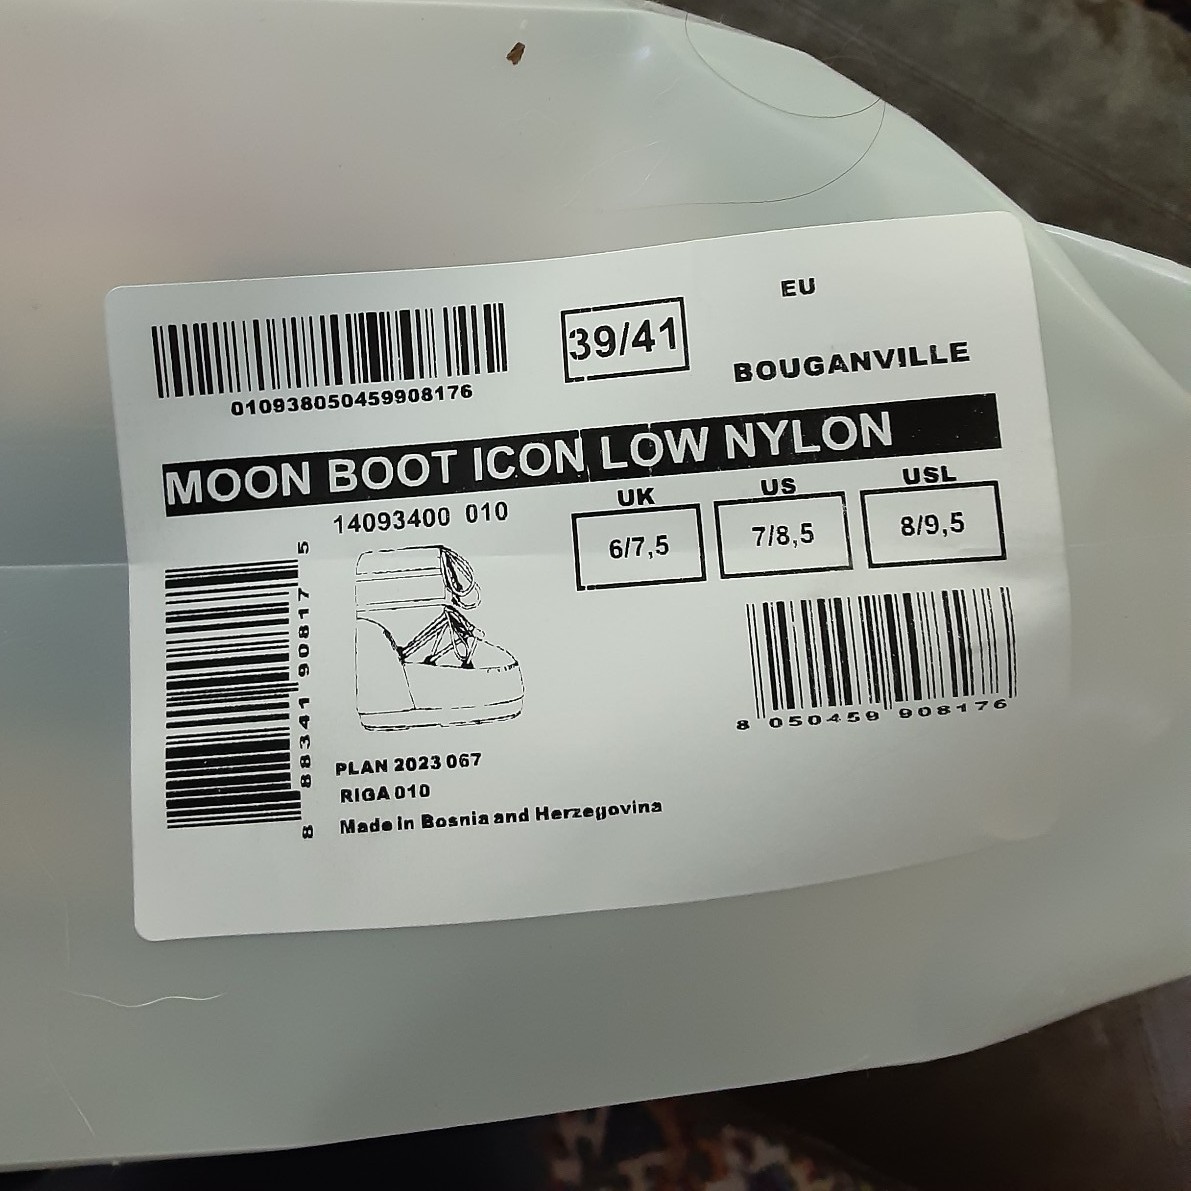 EU
39/41
BOUGANVILLE
010938050459908176
MOON BOOT ICON LOW NYLON
14093400 010
UK US USL
6/7,5 7/8,5 8/9,5
8 88341 90817 5
8 050459 908176
PLAN 2023 067
RIGA 010
Made in Bosnia and Herzegovina